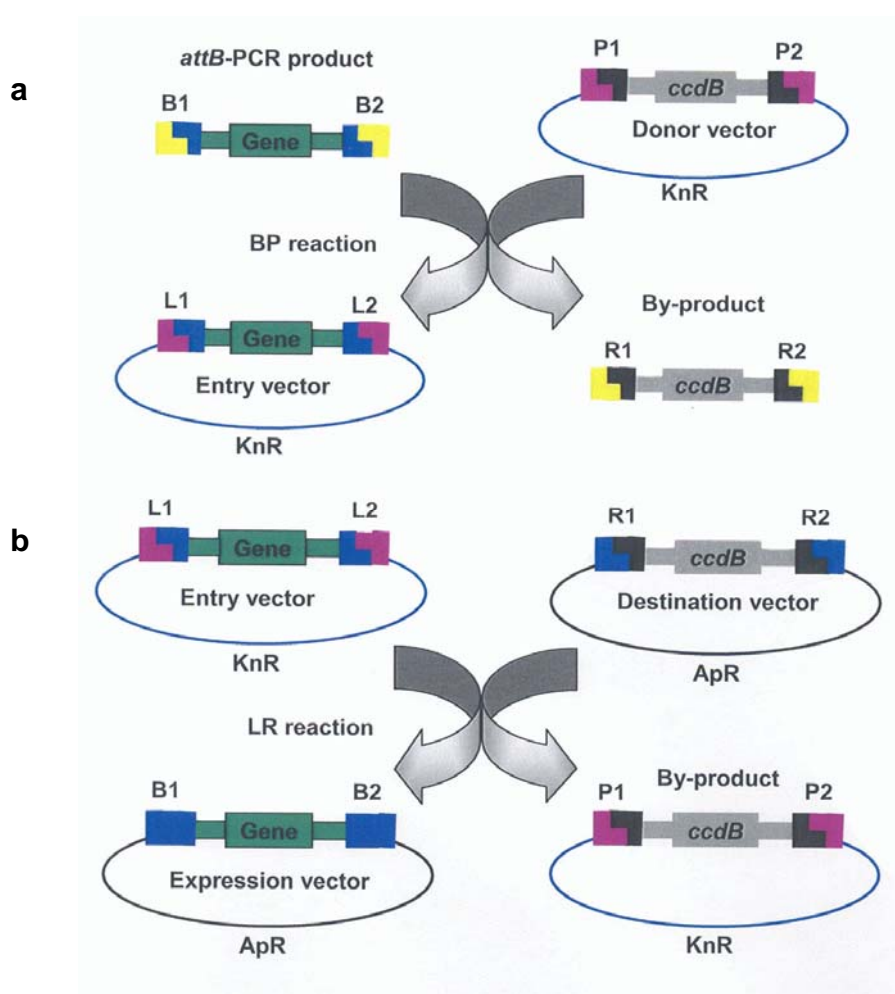 a
attB-PCR product
B1
B2
Gene
P1
P2
ccdB
Donor vector
KnR
BP reaction
L1
L2
Gene
Entry vector
KnR
By-product
R1
R2
ccdB
b
L1
L2
Gene
Entry vector
KnR
R1
R2
ccdB
Destination vector
ApR
LR reaction
B1
B2
Gene
Expression vector
ApR
By-product
P1
P2
ccdB
KnR